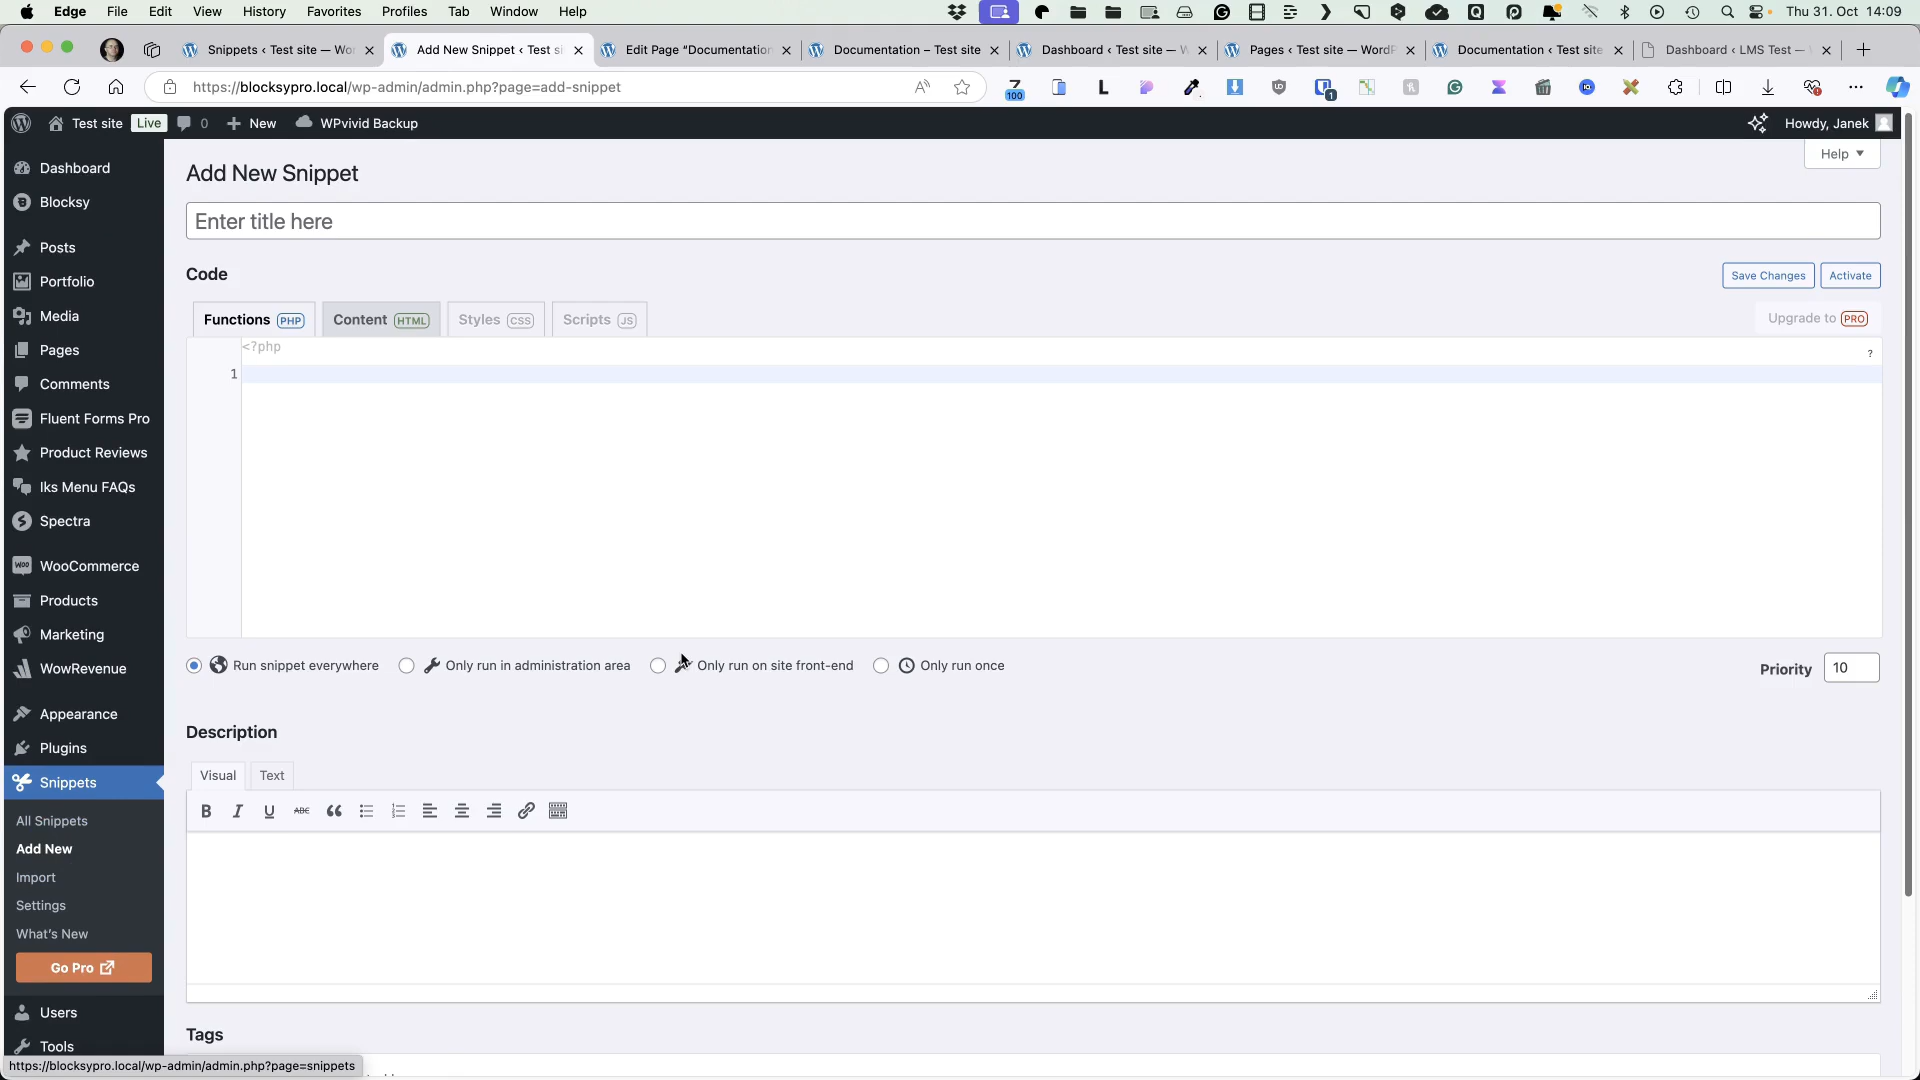 Edge File Edit View History Favorites Profiles Tab Window Help Thu 31. Oct 14:09
Snippets ‹ Test site — Wor Add New Snippet ‹ Test si Edit Page “Documentation Documentation – Test site Dashboard ‹ Test site — W Pages ‹ Test site — WordP Documentation ‹ Test site Dashboard ‹ LMS Test —
https://blocksypro.local/wp-admin/admin.php?page=add-snippet
100
1
Test site Live 0 New WPvivid Backup Howdy, Janek
Help
Dashboard
Blocksy
Posts
Portfolio
Media
Pages
Comments
Fluent Forms Pro
Product Reviews
Iks Menu FAQs
Spectra
WooCommerce
Products
Marketing
WowRevenue
Appearance
Plugins
Snippets
All Snippets
Add New
Import
Settings
What's New
Go Pro
Users
Tools
Add New Snippet
Enter title here
Code
Save Changes Activate
Functions PHP Content HTML Styles CSS Scripts JS Upgrade to PRO
<?php
?
1
Run snippet everywhere Only run in administration area Only run on site front-end Only run once Priority 10
Description
Visual Text
B I U ABC
Tags
https://blocksypro.local/wp-admin/admin.php?page=snippets